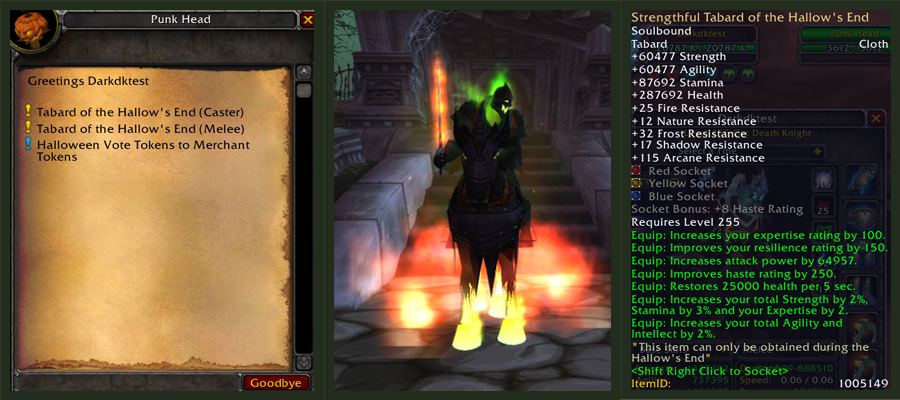 Punk Head
Greetings Darkdktest
Tabard of the Hallow's End (Caster)
Tabard of the Hallow's End (Melee)
Halloween Vote Tokens to Merchant
Tokens
Goodbye
Strengthful Tabard of the Hallow's End
Soulbound
Tabard Cloth
+60477 Strength
+60477 Agility
+87692 Stamina
+287692 Health
+25 Fire Resistance
+12 Nature Resistance
+32 Frost Resistance
+17 Shadow Resistance
+115 Arcane Resistance
Red Socket
Yellow Socket
Blue Socket
Socket Bonus: +8 Haste Rating
Requires Level 255
Equip: Increases your expertise rating by 100.
Equip: Improves your resilience rating by 150.
Equip: Increases attack power by 64957.
Equip: Improves haste rating by 250.
Equip: Restores 25000 health per 5 sec.
Equip: Increases your total Strength by 2%,
Stamina by 3% and your Expertise by 2.
Equip: Increases your total Agility and
Intellect by 2%.
"This item can only be obtained during the
Hallow's End"
<Shift Right Click to Socket>
ItemID: 1005149